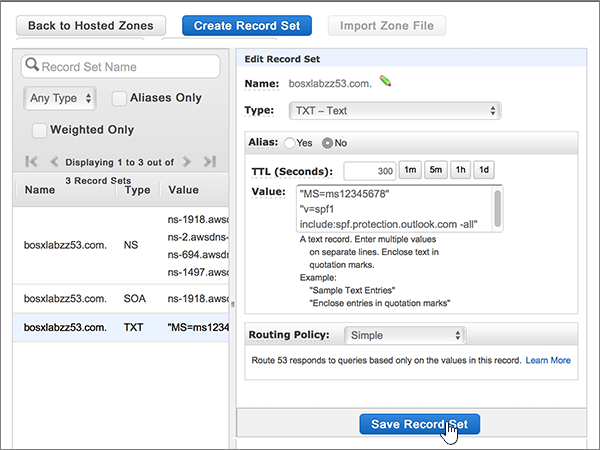 Back to Hosted Zones
Create Record Set
Import Zone File
Record Set Name
Any Type
Aliases Only
Weighted Only
Displaying 1 to 3 out of
3 Record Sets
Name Type Value
bosxlabzz53.com. NS
ns-1918.awsd
ns-2.awsdns-
ns-694.awsdn
ns-1497.awsd
bosxlabzz53.com. SOA ns-1918.awsd
bosxlabzz53.com. TXT "MS=ms1234
Edit Record Set
Name: bosxlabzz53.com.
Type: TXT – Text
Alias: Yes No
TTL (Seconds): 300 1m 5m 1h 1d
Value: "MS=ms12345678"
"v=spf1
include:spf.protection.outlook.com -all"
A text record. Enter multiple values
on separate lines. Enclose text in
quotation marks.
Example:
"Sample Text Entries"
"Enclose entries in quotation marks"
Routing Policy: Simple
Route 53 responds to queries based only on the values in this record. Learn More
Save Record Set